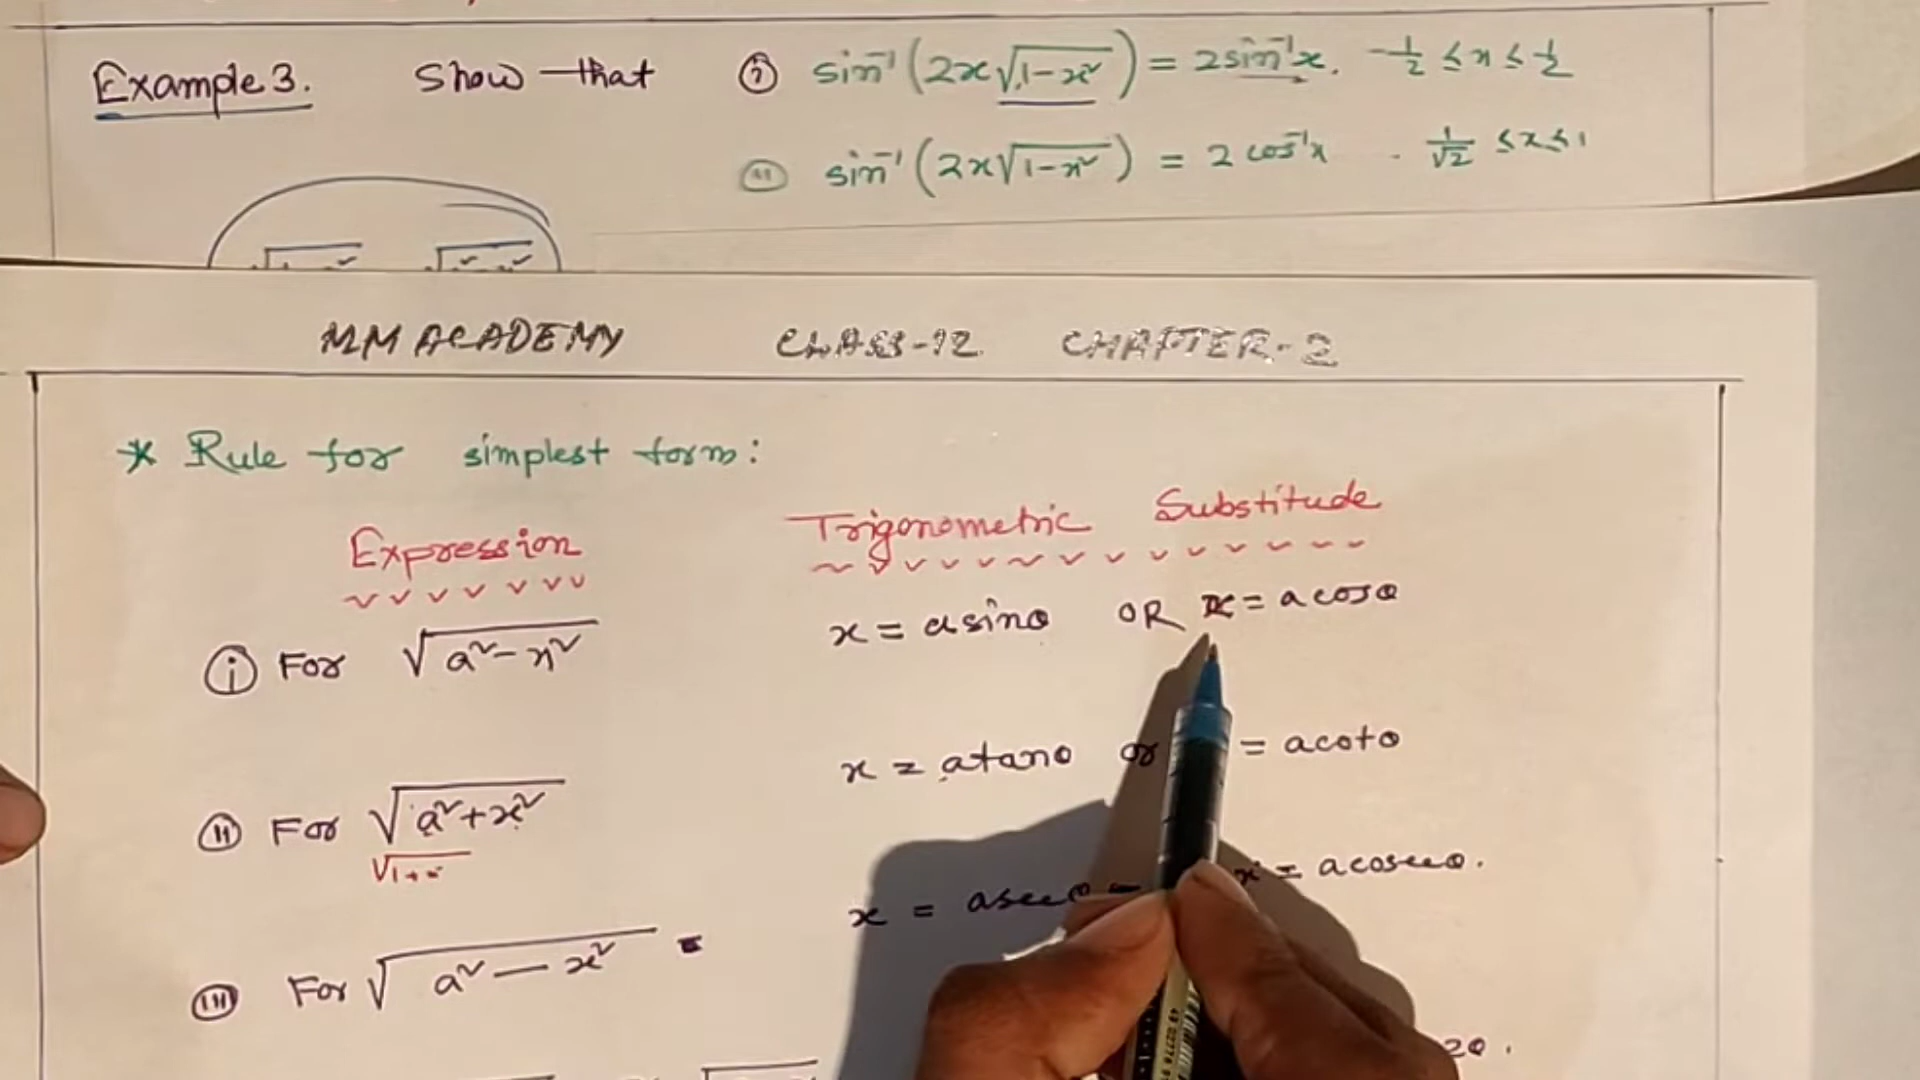 Example 3. Show that (i) sin⁻¹(2x√(1-x²)) = 2sin⁻¹x. -1/2 ≤ x ≤ 1/2
(ii) sin⁻¹(2x√(1-x²)) = 2cos⁻¹x . 1/√2 ≤ x ≤ 1
MM ACADEMY CLASS-12 CHAPTER-2
* Rule for simplest form:
Expression Trigonometric Substitude
(i) For √(a²-x²) x = asinθ OR x = acosθ
(ii) For √(a²+x²) x = atanθ or = acotθ
√1+
(iii) For √(a²-x²) - x = asecθ - x = acosecθ.
2θ.